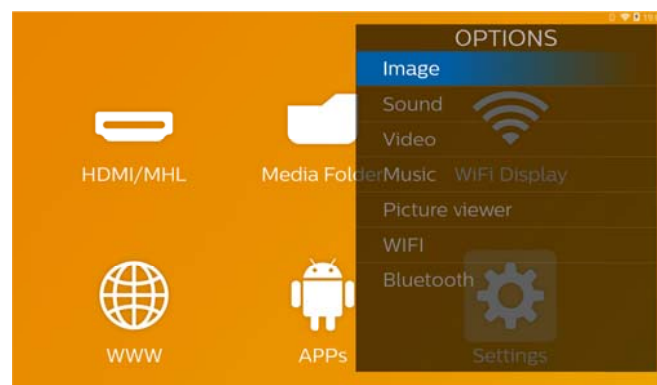 OPTIONS
Image
Sound
Video
HDMI/MHL
Media Folder
Music
WiFi Display
Picture viewer
WIFI
Bluetooth
WWW
APPs
Settings